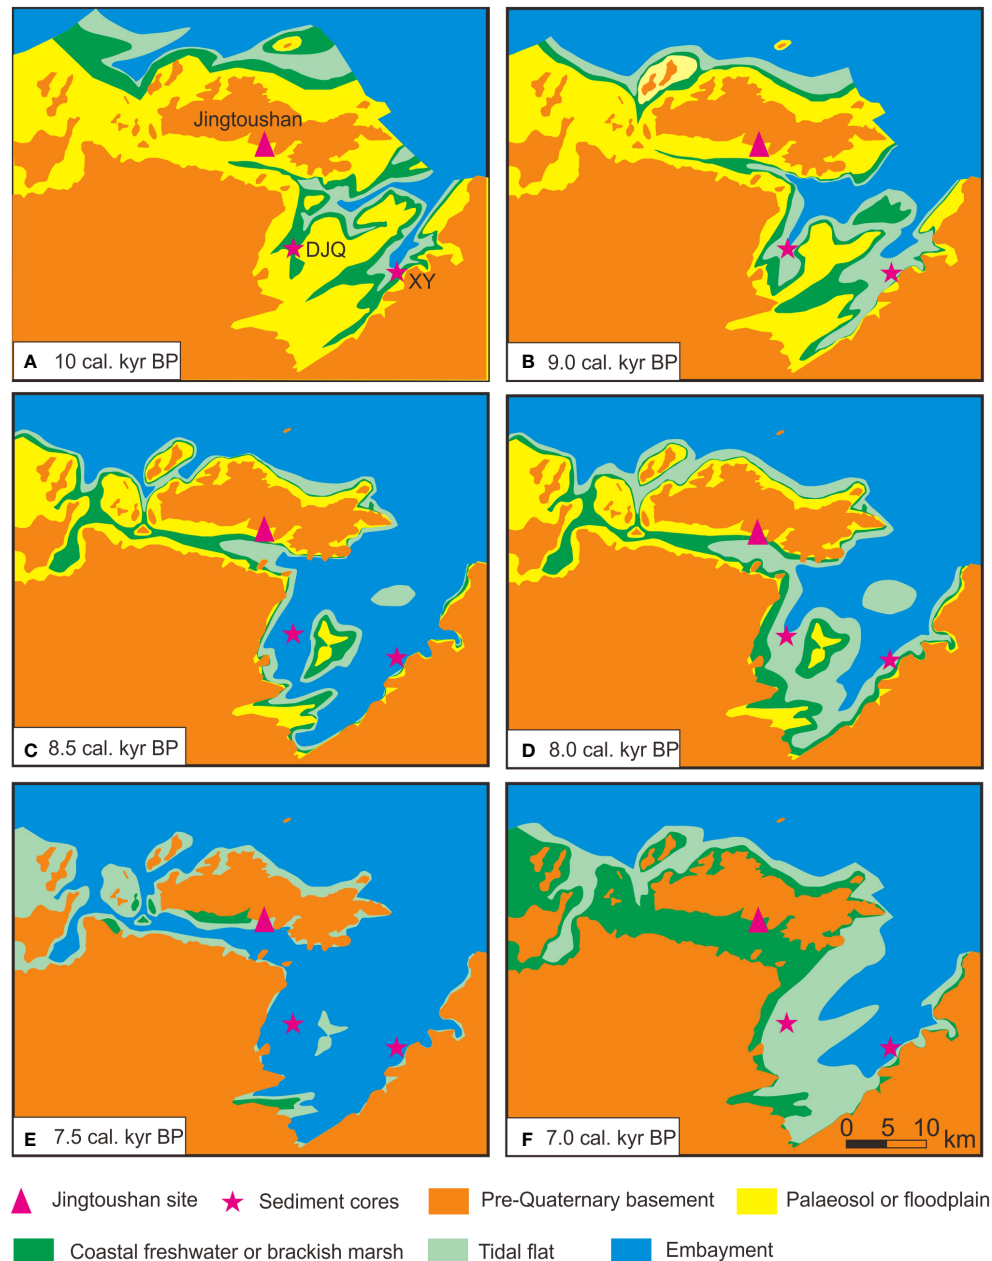 Jingtoushan
DJQ
XY
A 10 cal. kyr BP
B 9.0 cal. kyr BP
C 8.5 cal. kyr BP
D 8.0 cal. kyr BP
E 7.5 cal. kyr BP
F 7.0 cal. kyr BP
0 5 10 km
Jingtoushan site Sediment cores Pre-Quaternary basement Palaeosol or floodplain
Coastal freshwater or brackish marsh Tidal flat Embayment